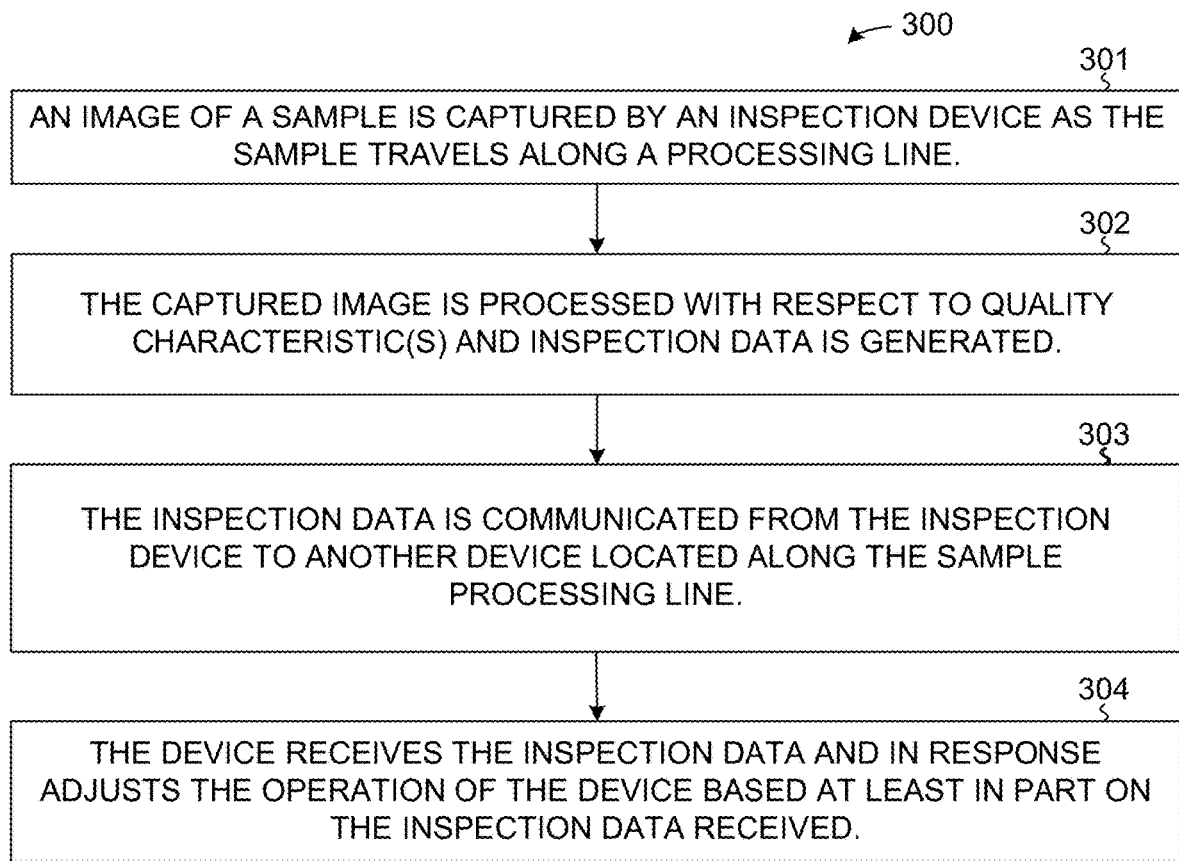 300
301
AN IMAGE OF A SAMPLE IS CAPTURED BY AN INSPECTION DEVICE AS THE
SAMPLE TRAVELS ALONG A PROCESSING LINE.
302
THE CAPTURED IMAGE IS PROCESSED WITH RESPECT TO QUALITY
CHARACTERISTIC(S) AND INSPECTION DATA IS GENERATED.
303
THE INSPECTION DATA IS COMMUNICATED FROM THE INSPECTION
DEVICE TO ANOTHER DEVICE LOCATED ALONG THE SAMPLE
PROCESSING LINE.
304
THE DEVICE RECEIVES THE INSPECTION DATA AND IN RESPONSE
ADJUSTS THE OPERATION OF THE DEVICE BASED AT LEAST IN PART ON
THE INSPECTION DATA RECEIVED.